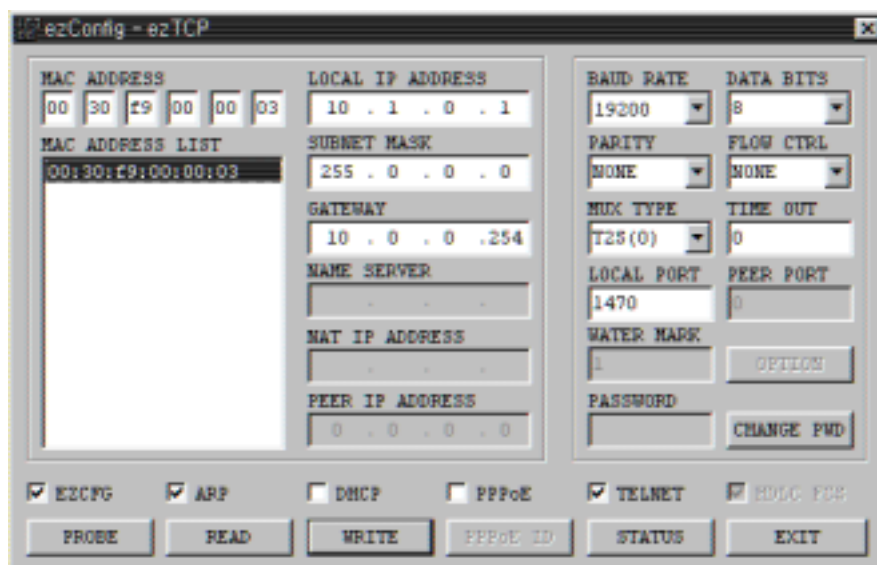 ezConfig - ezTCP
MAC ADDRESS
00 30 f9 00 00 03
MAC ADDRESS LIST
00:30:f9:00:00:03
LOCAL IP ADDRESS
10 . 1 . 0 . 1
SUBNET MASK
255 . 0 . 0 . 0
GATEWAY
10 . 0 . 0 .254
NAME SERVER
. . .
NAT IP ADDRESS
. . .
PEER IP ADDRESS
0 . 0 . 0 . 0
BAUD RATE DATA BITS
19200 8
PARITY FLOW CTRL
NONE NONE
MUX TYPE TIME OUT
T2S(0) 0
LOCAL PORT PEER PORT
1470 0
WATER MARK
1 OPTION
PASSWORD
CHANGE PWD
EZCFG ARP DHCP PPPoE TELNET HDLC FCS
PROBE READ WRITE PPPoE ID STATUS EXIT